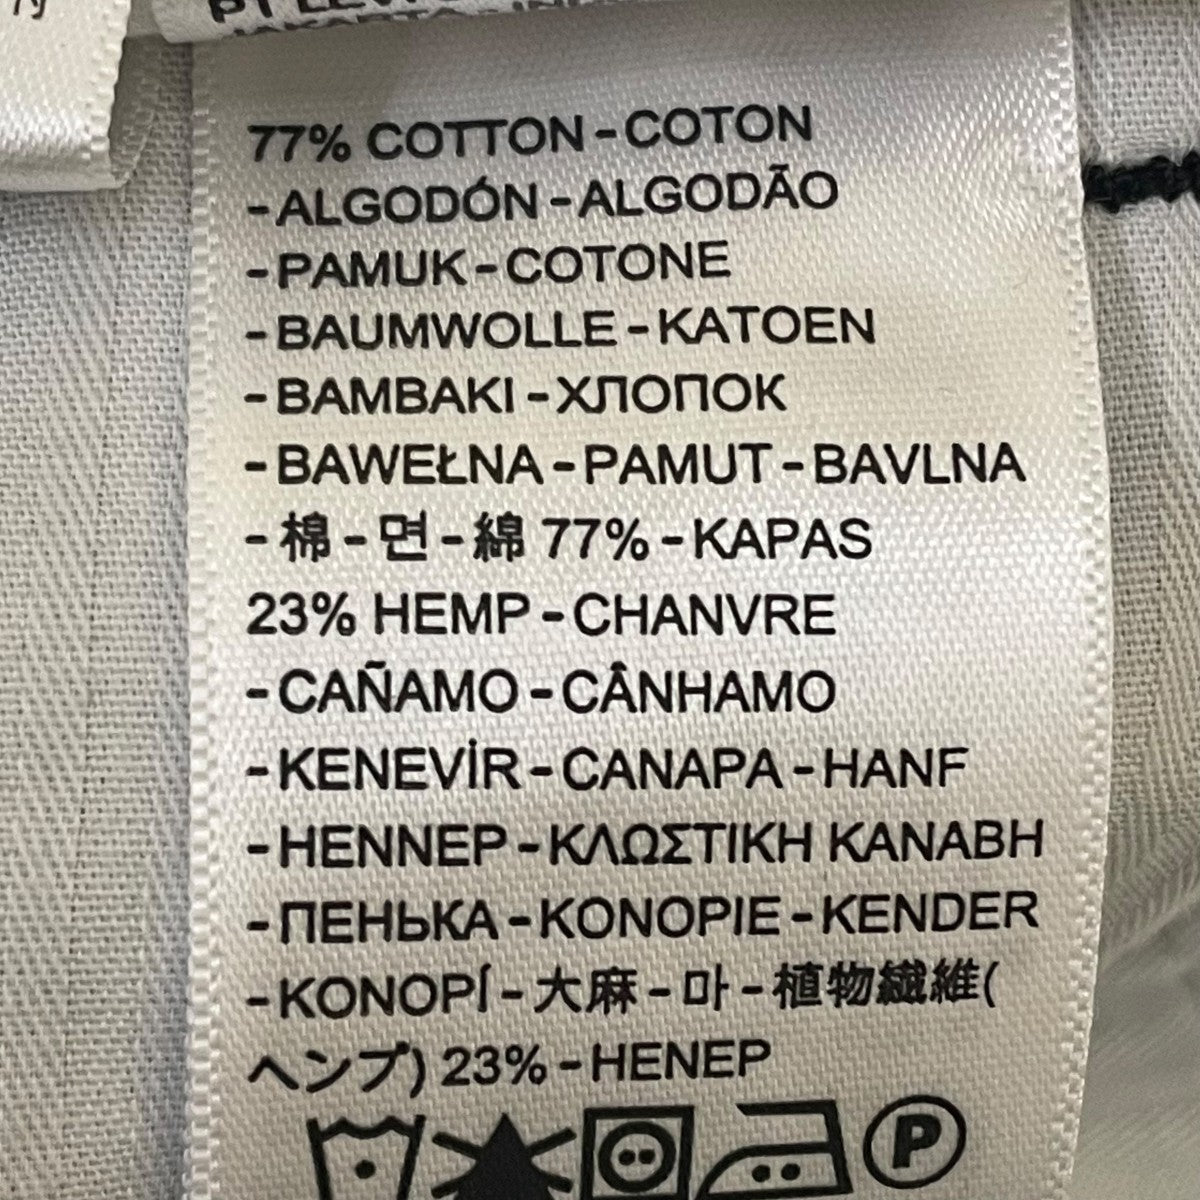 77% COTTON - COTON
- ALGODÓN - ALGODÃO
- PAMUK - COTONE
- BAUMWOLLE - KATOEN
- ΒΑΜΒΑΚΙ - ХЛОПОК
- BAWEŁNA - PAMUT - BAVLNA
- 棉 - 면 - 綿 77% - KAPAS
23% HEMP - CHANVRE
- CAÑAMO - CÂNHAMO
- KENEVİR - CANAPA - HANF
- HENNEP - ΚΛΩΣΤΙΚΗ ΚΑΝΑΒΗ
- ПЕНЬКА - KONOPIE - KENDER
- KONOPÍ - 大麻 - 마 - 植物繊維(
ヘンプ) 23% - HENEP
P